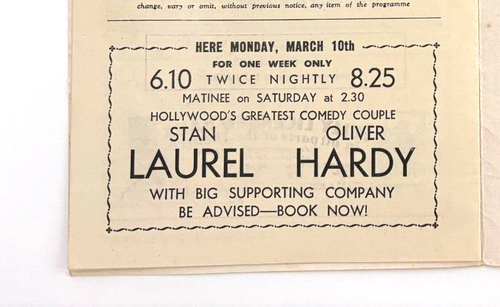 change, vary or omit, without previous notice, any item of the programme
HERE MONDAY, MARCH 10th
FOR ONE WEEK ONLY
6.10 TWICE NIGHTLY 8.25
MATINEE on SATURDAY at 2.30
HOLLYWOOD'S GREATEST COMEDY COUPLE
STAN OLIVER
LAUREL HARDY
WITH BIG SUPPORTING COMPANY
BE ADVISED—BOOK NOW!